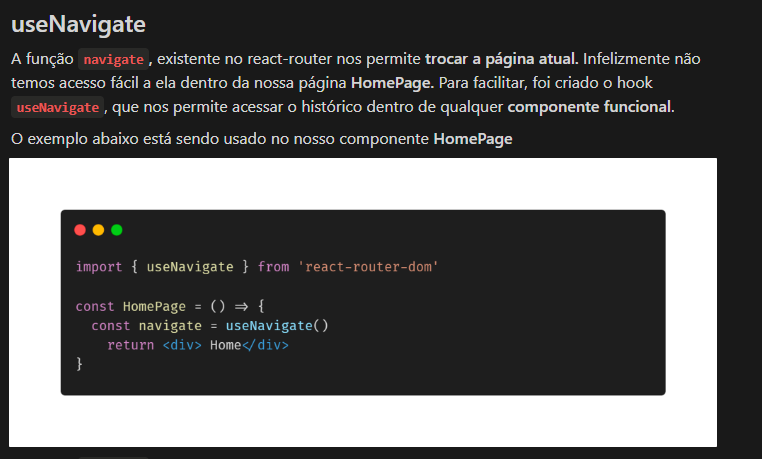 useNavigate
A função navigate, existente no react-router nos permite trocar a página atual. Infelizmente não
temos acesso fácil a ela dentro da nossa página HomePage. Para facilitar, foi criado o hook
useNavigate, que nos permite acessar o histórico dentro de qualquer componente funcional.
O exemplo abaixo está sendo usado no nosso componente HomePage
import { useNavigate } from 'react-router-dom'
const HomePage = () => {
const navigate = useNavigate()
return <div> Home</div>
}